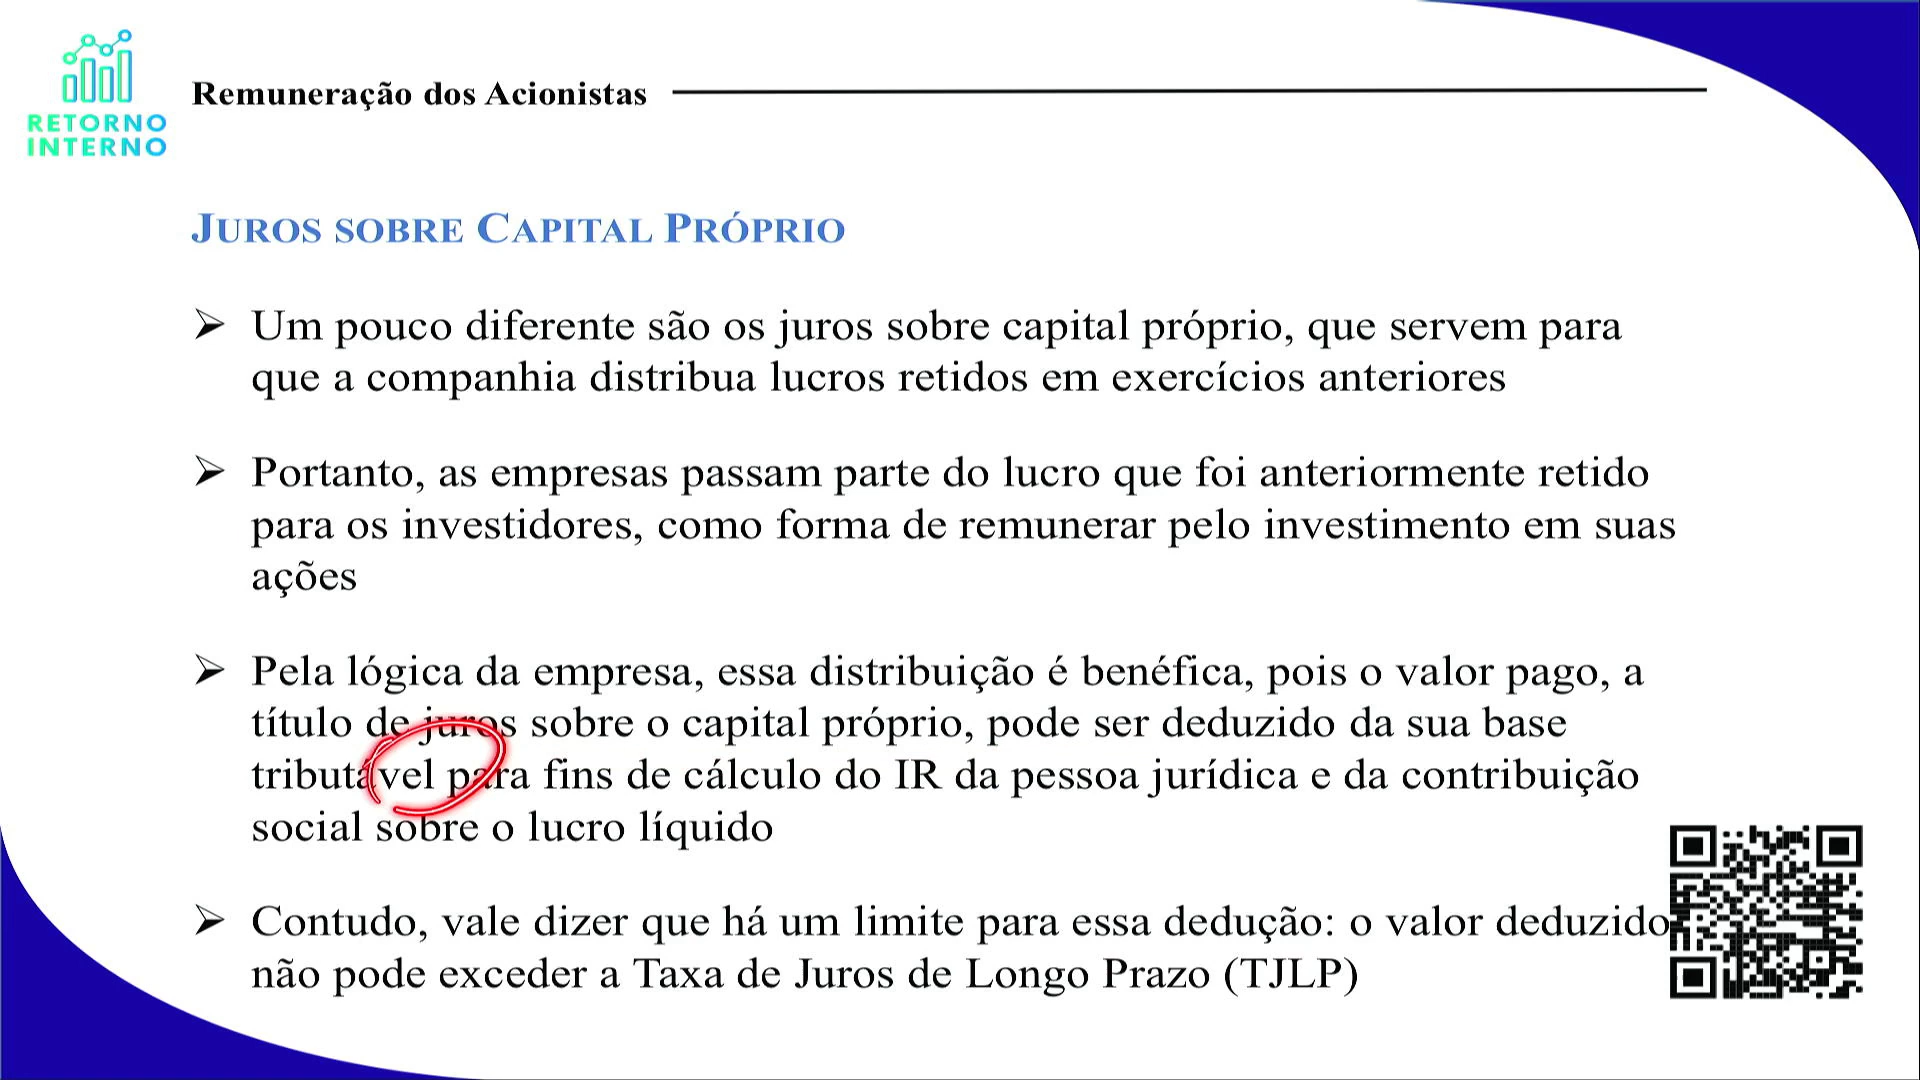 RETORNO
INTERNO
Remuneração dos Acionistas
JUROS SOBRE CAPITAL PRÓPRIO
➢ Um pouco diferente são os juros sobre capital próprio, que servem para
que a companhia distribua lucros retidos em exercícios anteriores
➢ Portanto, as empresas passam parte do lucro que foi anteriormente retido
para os investidores, como forma de remunerar pelo investimento em suas
ações
➢ Pela lógica da empresa, essa distribuição é benéfica, pois o valor pago, a
título de juros sobre o capital próprio, pode ser deduzido da sua base
tributável para fins de cálculo do IR da pessoa jurídica e da contribuição
social sobre o lucro líquido
➢ Contudo, vale dizer que há um limite para essa dedução: o valor deduzido
não pode exceder a Taxa de Juros de Longo Prazo (TJLP)